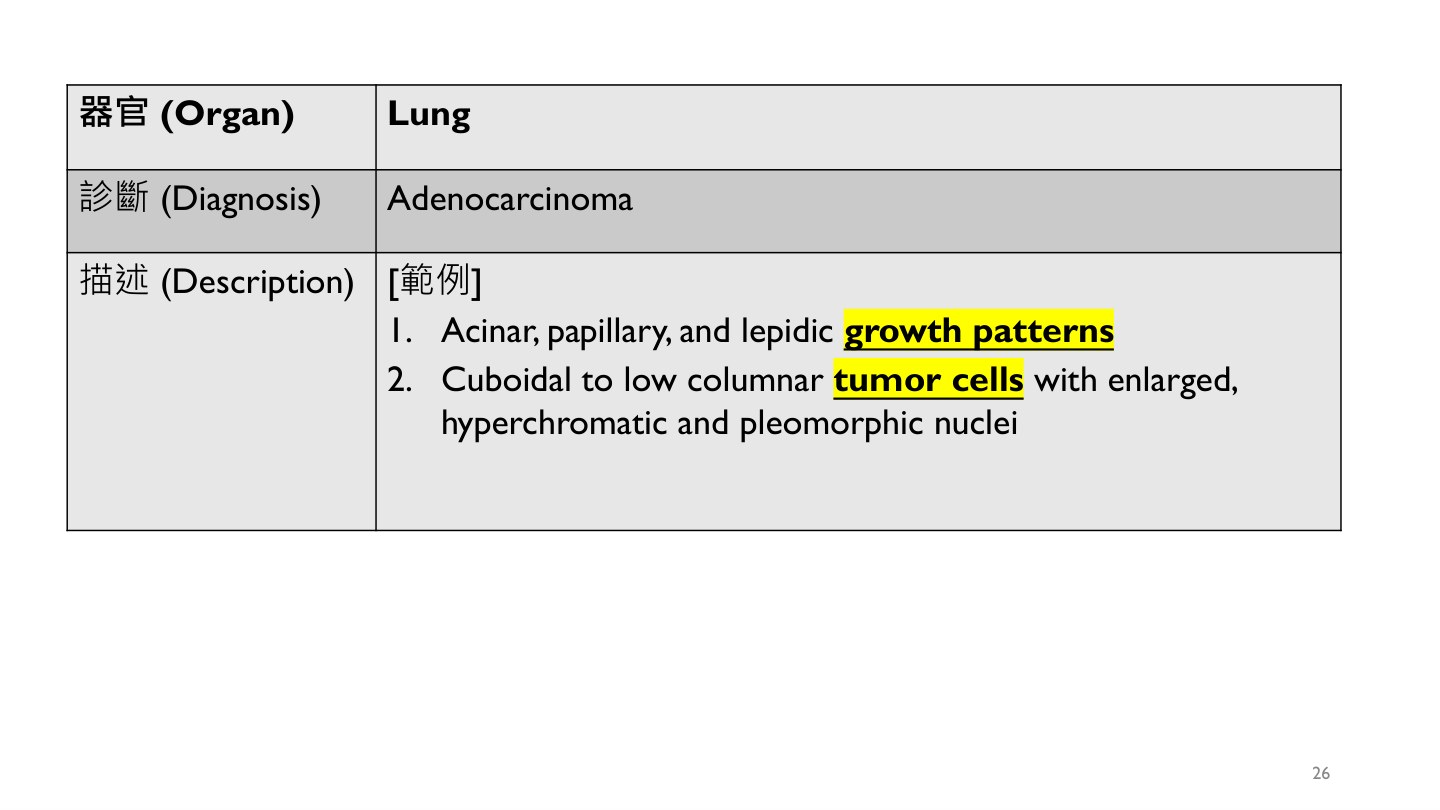 器官 (Organ)
Lung
診斷 (Diagnosis)
Adenocarcinoma
描述 (Description)
[範例]
1. Acinar, papillary, and lepidic growth patterns
2. Cuboidal to low columnar tumor cells with enlarged,
hyperchromatic and pleomorphic nuclei
26